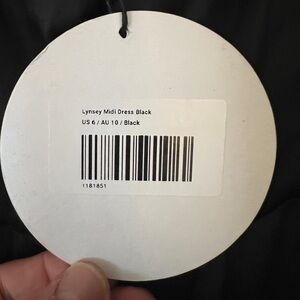 Lynsey Midi Dress Black
US 6 / AU 10 / Black
1181851